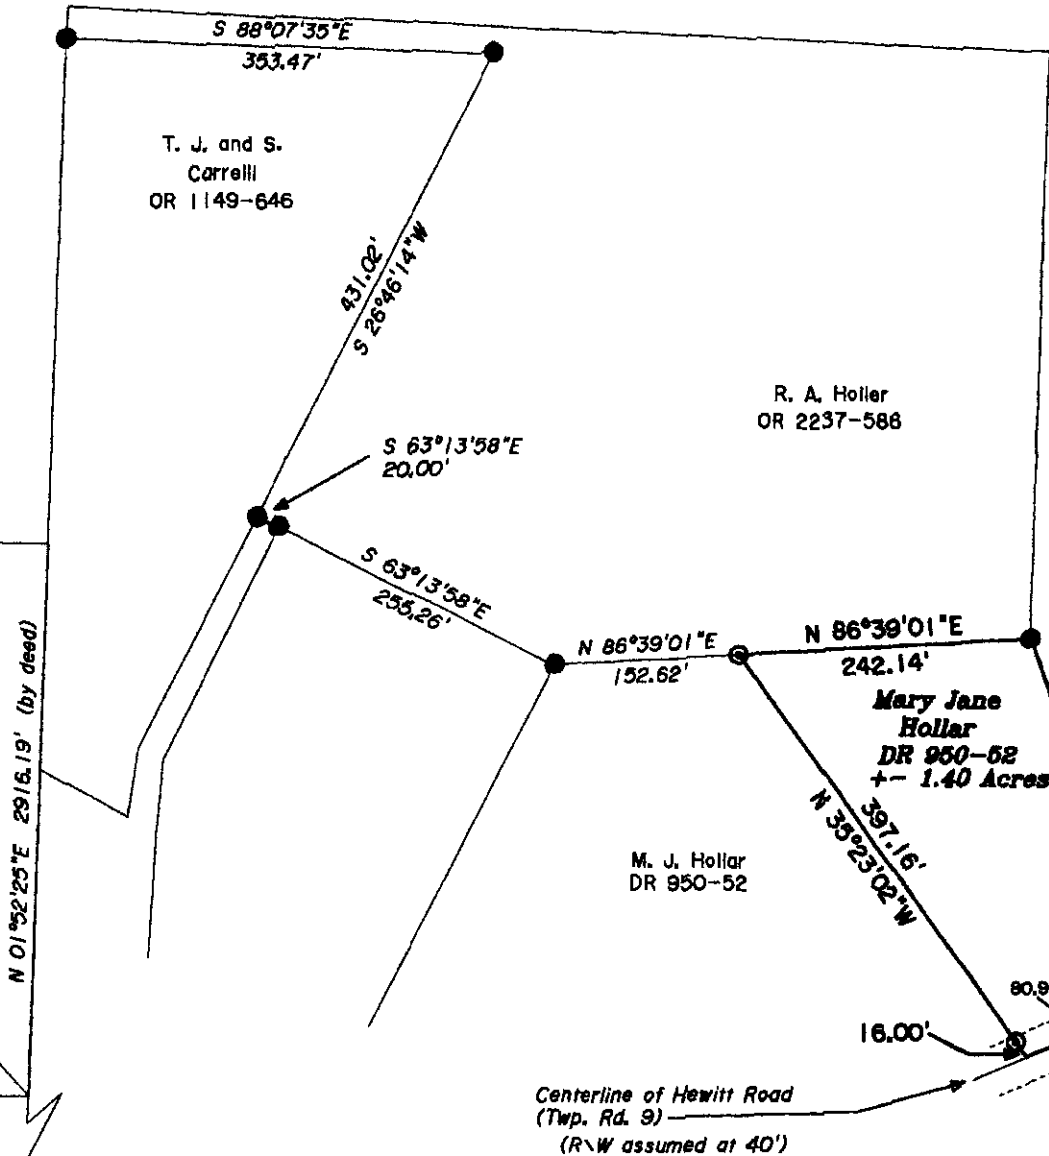 S 88°07'35"E
353.47'
T. J. and S.
Carrelli
OR 1149-646
431.02'
S 26°46'14"W
R. A. Holler
OR 2237-586
S 63°13'58"E
20.00'
S 63°13'58"E
255.26'
N 86°39'01"E
152.62'
N 86°39'01"E
242.14'
Mary Jane
Hollar
DR 950-52
+- 1.40 Acres
N 01°52'25"E 2916.19' (by deed)
397.16'
N 35°23'02"W
M. J. Hollar
DR 950-52
80.9
16.00'
Centerline of Hewitt Road
(Twp. Rd. 9)
(R\W assumed at 40')